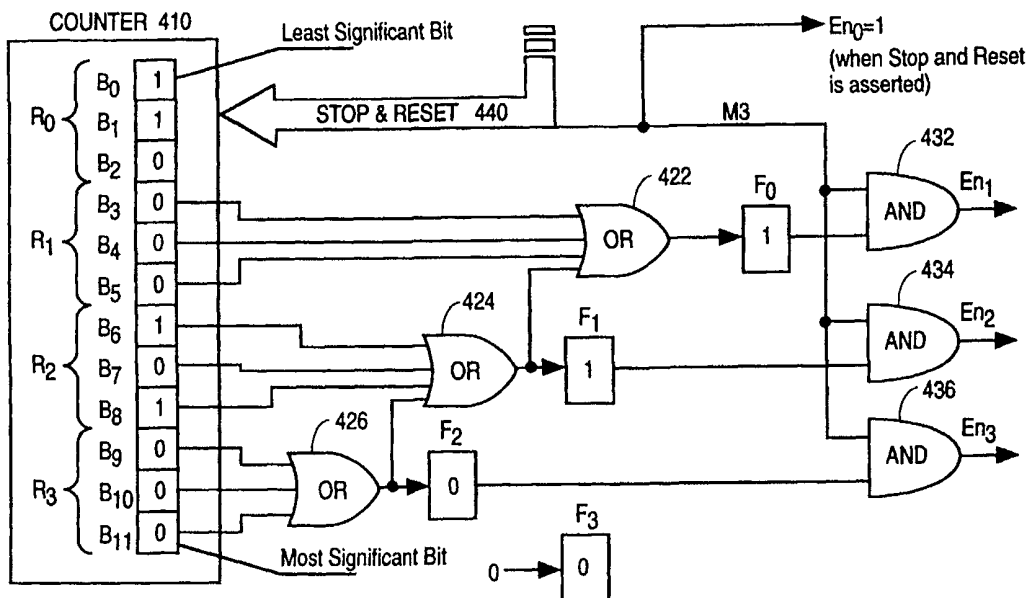 COUNTER 410
Least Significant Bit
En0=1
(when Stop and Reset
is asserted)
R0
B0 1
B1 1
B2 0
STOP & RESET 440
M3
R1
B3 0
B4 0
B5 0
422
OR
F0
1
432
AND
En1
R2
B6 1
B7 0
B8 1
424
OR
F1
1
434
AND
En2
R3
B9 0
B10 0
B11 0
426
OR
F2
0
436
AND
En3
Most Significant Bit
F3
0
0